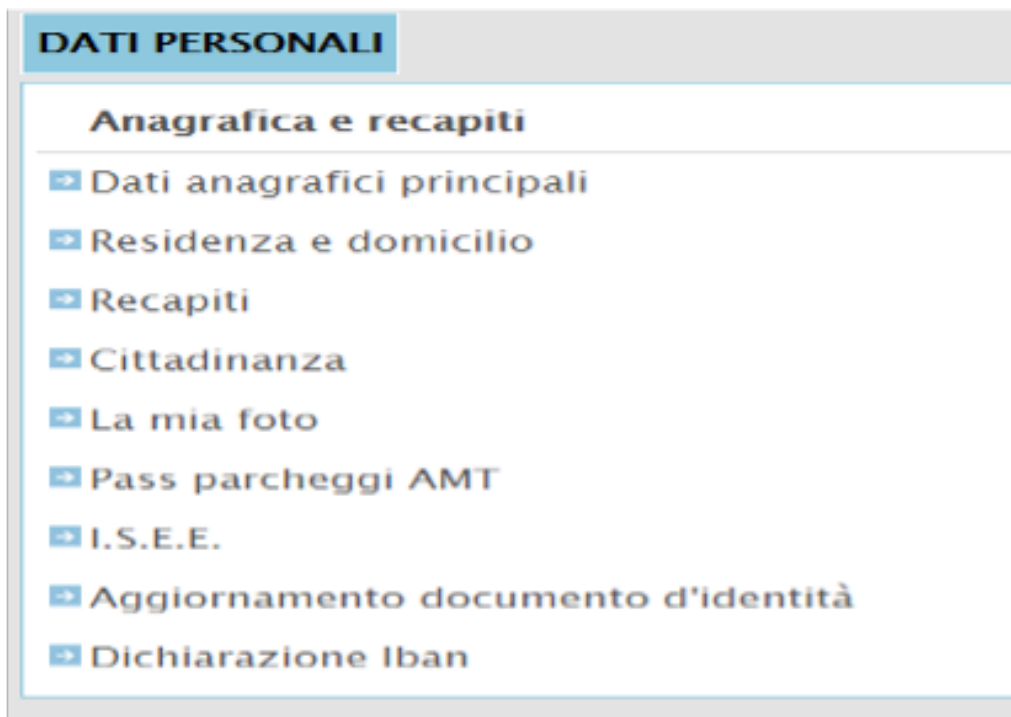 DATI PERSONALI
Anagrafica e recapiti
Dati anagrafici principali
Residenza e domicilio
Recapiti
Cittadinanza
La mia foto
Pass parcheggi AMT
I.S.E.E.
Aggiornamento documento d'identità
Dichiarazione Iban